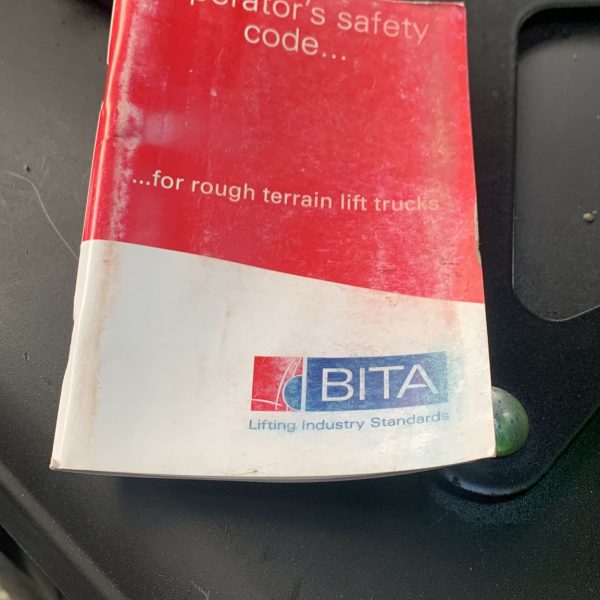 perator's safety
code...
...for rough terrain lift trucks
BITA
Lifting Industry Standards